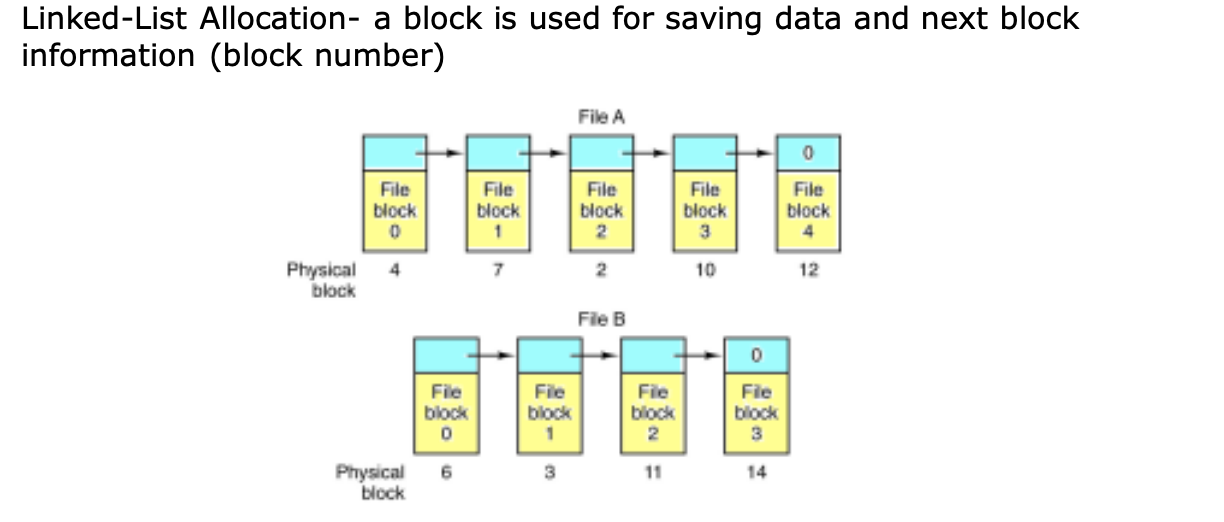 Linked-List Allocation- a block is used for saving data and next block
information (block number)
File A
0
File block 0
File block 1
File block 2
File block 3
File block 4
Physical block
4 7 2 10 12
File B
0
File block 0
File block 1
File block 2
File block 3
Physical block
6 3 11 14